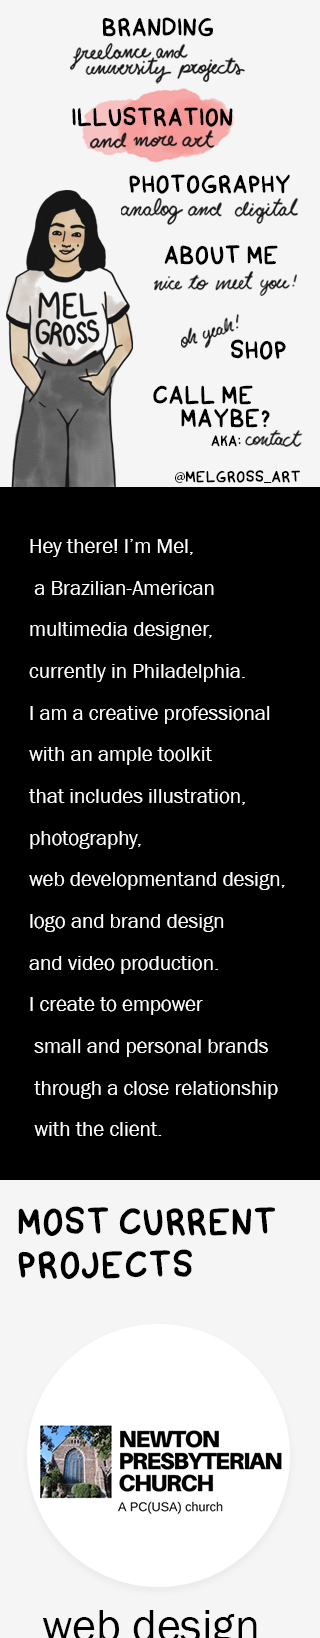 BRANDING
freelance and
university projects
ILLUSTRATION
and more art
PHOTOGRAPHY
analog and digital
ABOUT ME
nice to meet you!
oh yeah!
SHOP
CALL ME
MAYBE?
AKA: contact
@MELGROSS_ART
MEL
GROSS
Hey there! I'm Mel,
a Brazilian-American
multimedia designer,
currently in Philadelphia.
I am a creative professional
with an ample toolkit
that includes illustration,
photography,
web developmentand design,
logo and brand design
and video production.
I create to empower
small and personal brands
through a close relationship
with the client.
MOST CURRENT
PROJECTS
NEWTON
PRESBYTERIAN
CHURCH
A PC(USA) church
web design